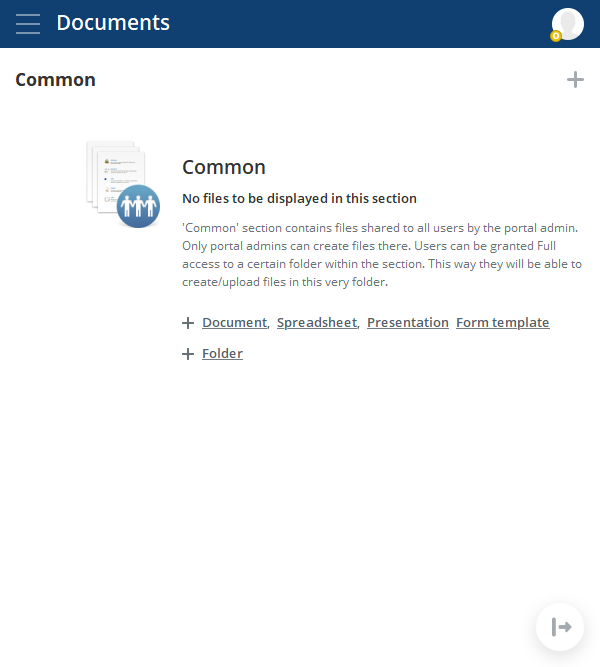 Documents
Common
Common
No files to be displayed in this section
'Common' section contains files shared to all users by the portal admin.
Only portal admins can create files there. Users can be granted Full
access to a certain folder within the section. This way they will be able to
create/upload files in this very folder.
Document, Spreadsheet, Presentation Form template
Folder